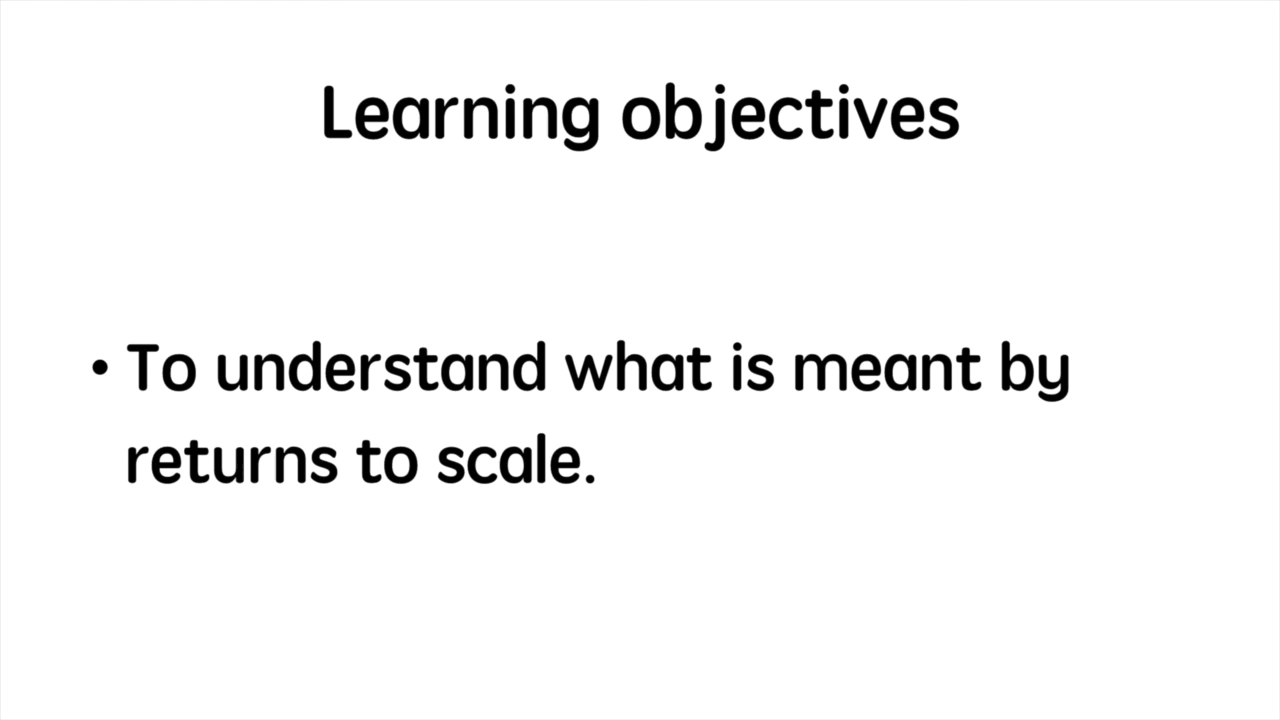 Learning objectives
• To understand what is meant by
returns to scale.